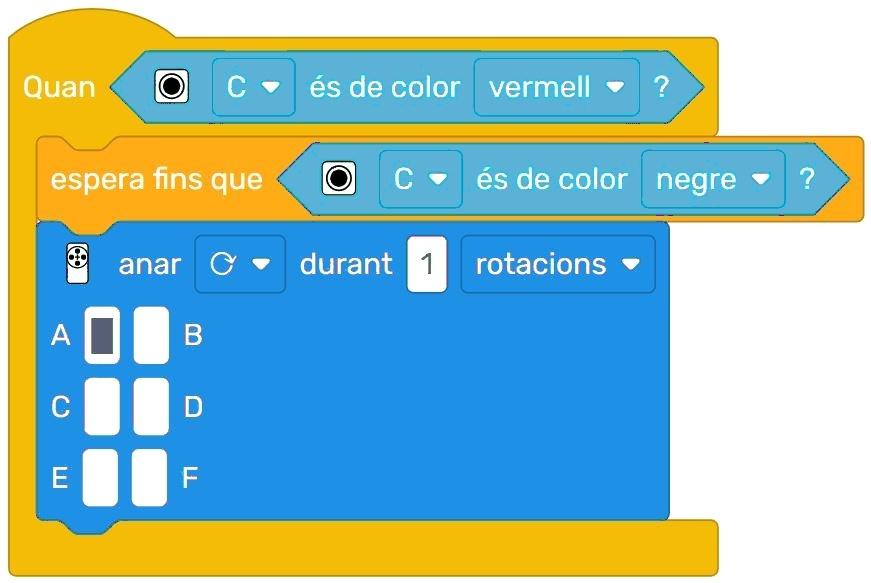 Quan C és de color vermell ?
espera fins que C és de color negre ?
anar durant 1 rotacions
A B
C D
E F